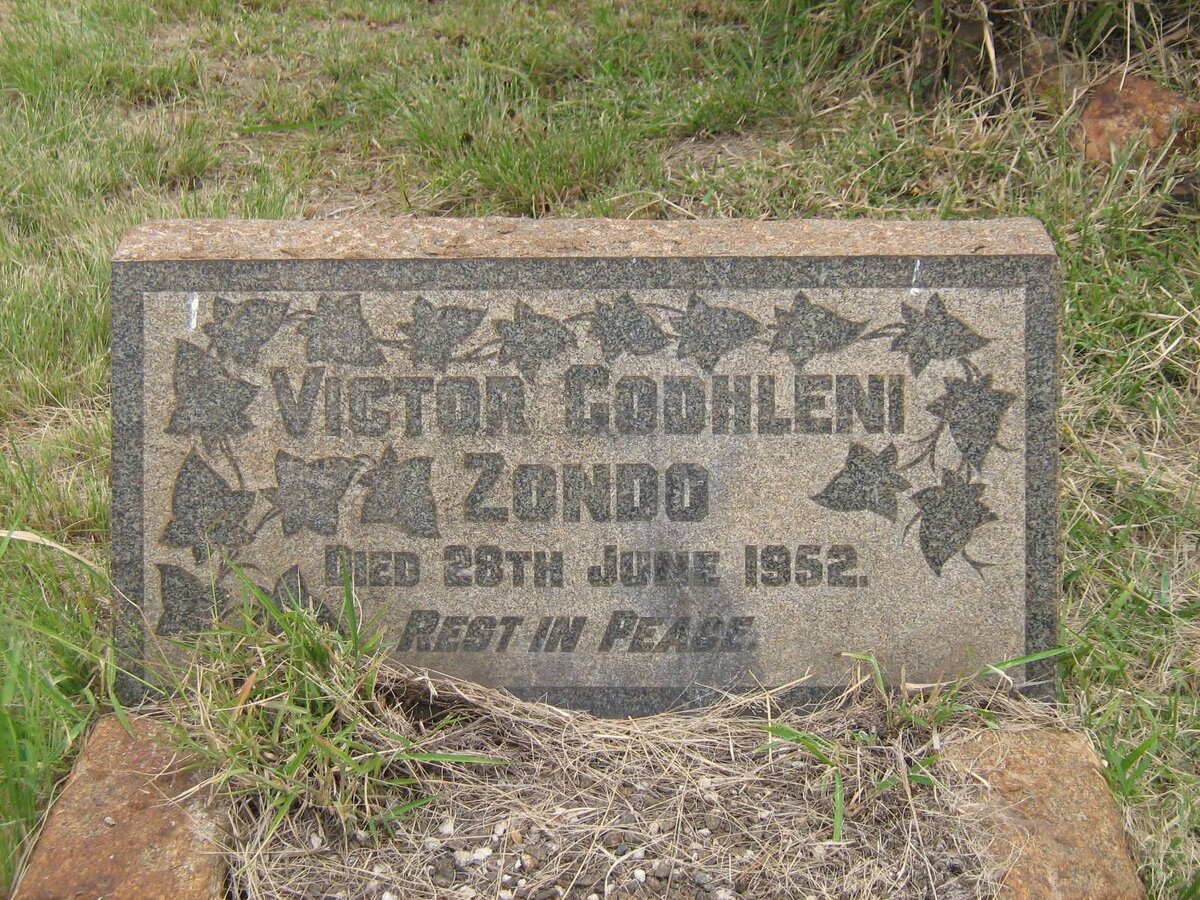 VICTOR GODHLENI
ZONDO
DIED 28TH JUNE 1952.
REST IN PEACE.